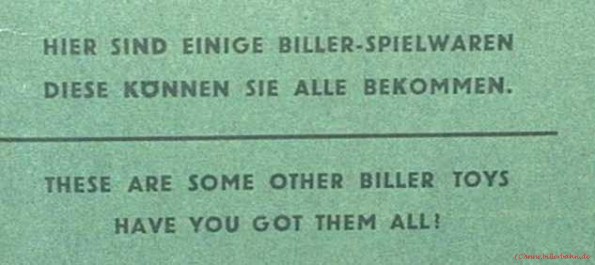 HIER SIND EINIGE BILLER-SPIELWAREN
DIESE KÖNNEN SIE ALLE BEKOMMEN.
THESE ARE SOME OTHER BILLER TOYS
HAVE YOU GOT THEM ALL?